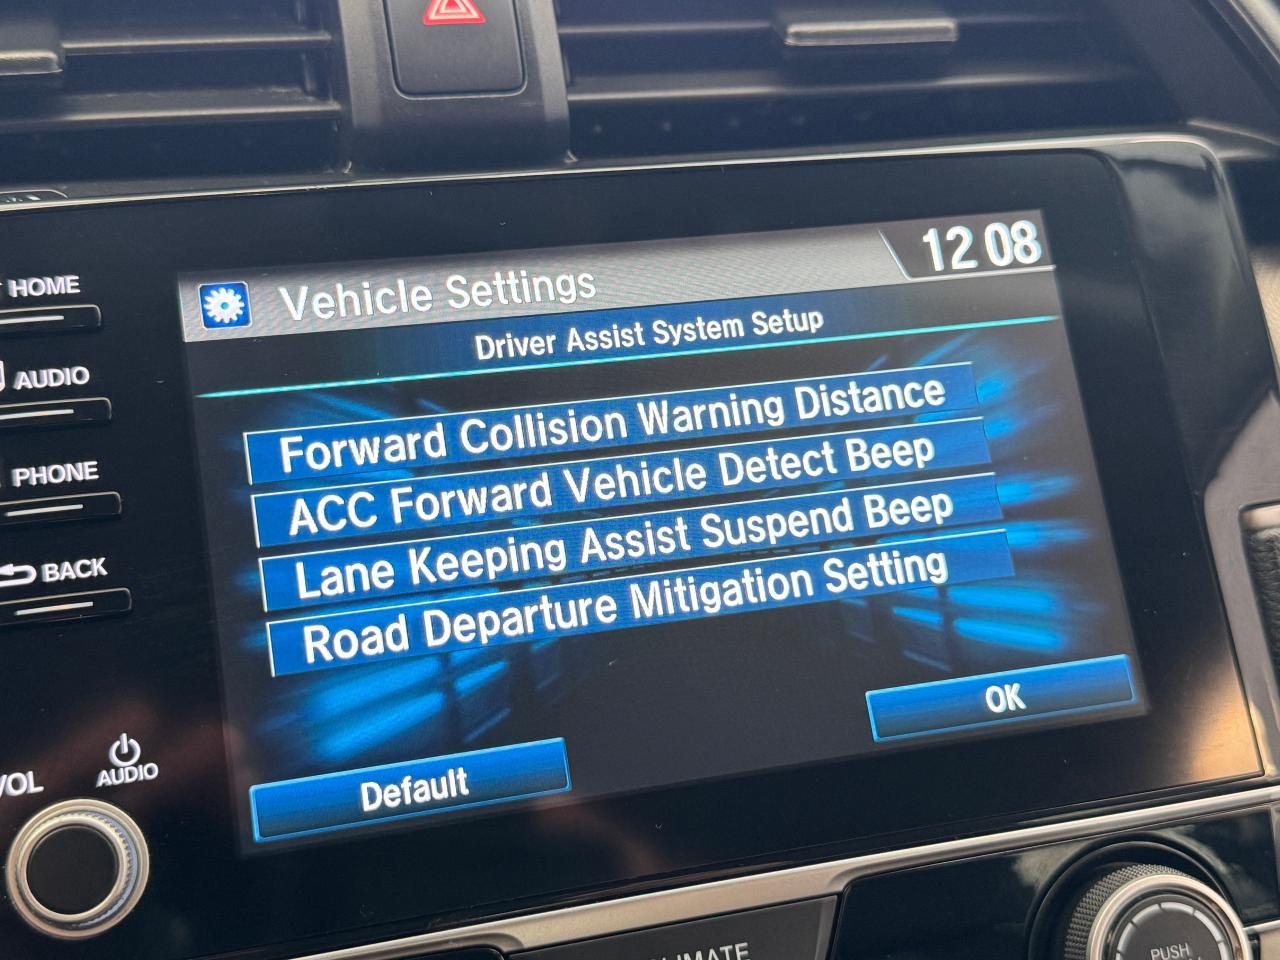 HOME
AUDIO
PHONE
BACK
VOL
AUDIO
Vehicle Settings
12 08
Driver Assist System Setup
Forward Collision Warning Distance
ACC Forward Vehicle Detect Beep
Lane Keeping Assist Suspend Beep
Road Departure Mitigation Setting
OK
Default
PUSH